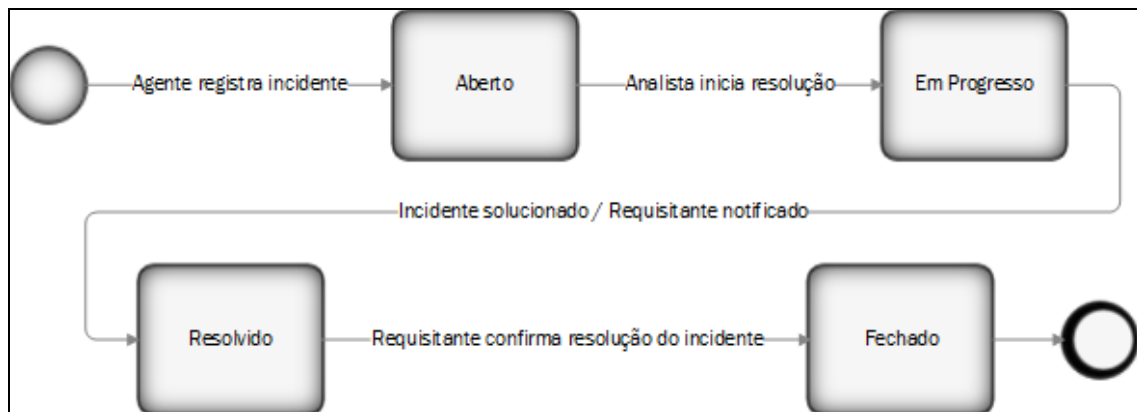 Agente registra incidente
Aberto
Analista inicia resolução
Em Progresso
Incidente solucionado / Requisitante notificado
Resolvido
Requisitante confirma resolução do incidente
Fechado